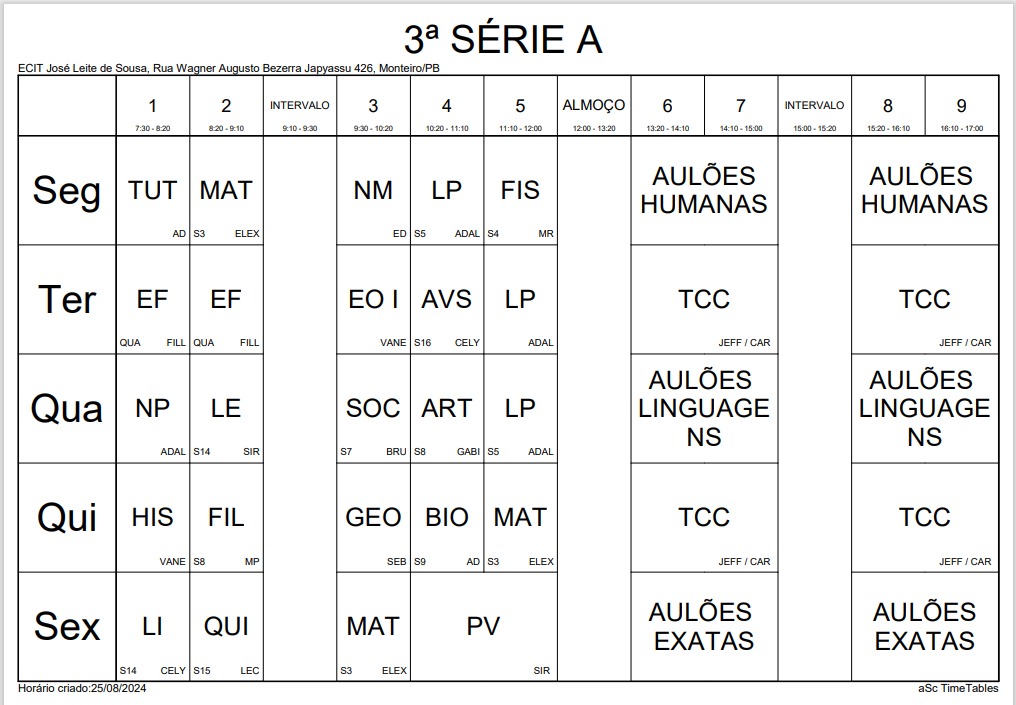 3ª SÉRIE A
ECIT José Leite de Sousa, Rua Wagner Augusto Bezerra Japyassu 426, Monteiro/PB
1 2 INTERVALO 3 4 5 ALMOÇO 6 7 INTERVALO 8 9
7:30 - 8:20 8:20 - 9:10 9:10 - 9:30 9:30 - 10:20 10:20 - 11:10 11:10 - 12:00 12:00 - 13:20 13:20 - 14:10 14:10 - 15:00 15:00 - 15:20 15:20 - 16:10 16:10 - 17:00
Seg TUT MAT NM LP FIS AULÕES AULÕES
HUMANAS HUMANAS
AD S3 ELEX ED S5 ADAL S4 MR
Ter EF EF EO I AVS LP TCC TCC
QUA FILL QUA FILL VANE S16 CELY ADAL JEFF / CAR JEFF / CAR
AULÕES AULÕES
Qua NP LE SOC ART LP LINGUAGE LINGUAGE
NS NS
ADAL S14 SIR S7 BRU S8 GABI S5 ADAL
Qui HIS FIL GEO BIO MAT TCC TCC
VANE S8 MP SEB S9 AD S3 ELEX JEFF / CAR JEFF / CAR
Sex LI QUI MAT PV AULÕES AULÕES
EXATAS EXATAS
S14 CELY S15 LEC S3 ELEX SIR
Horário criado:25/08/2024 aSc TimeTables